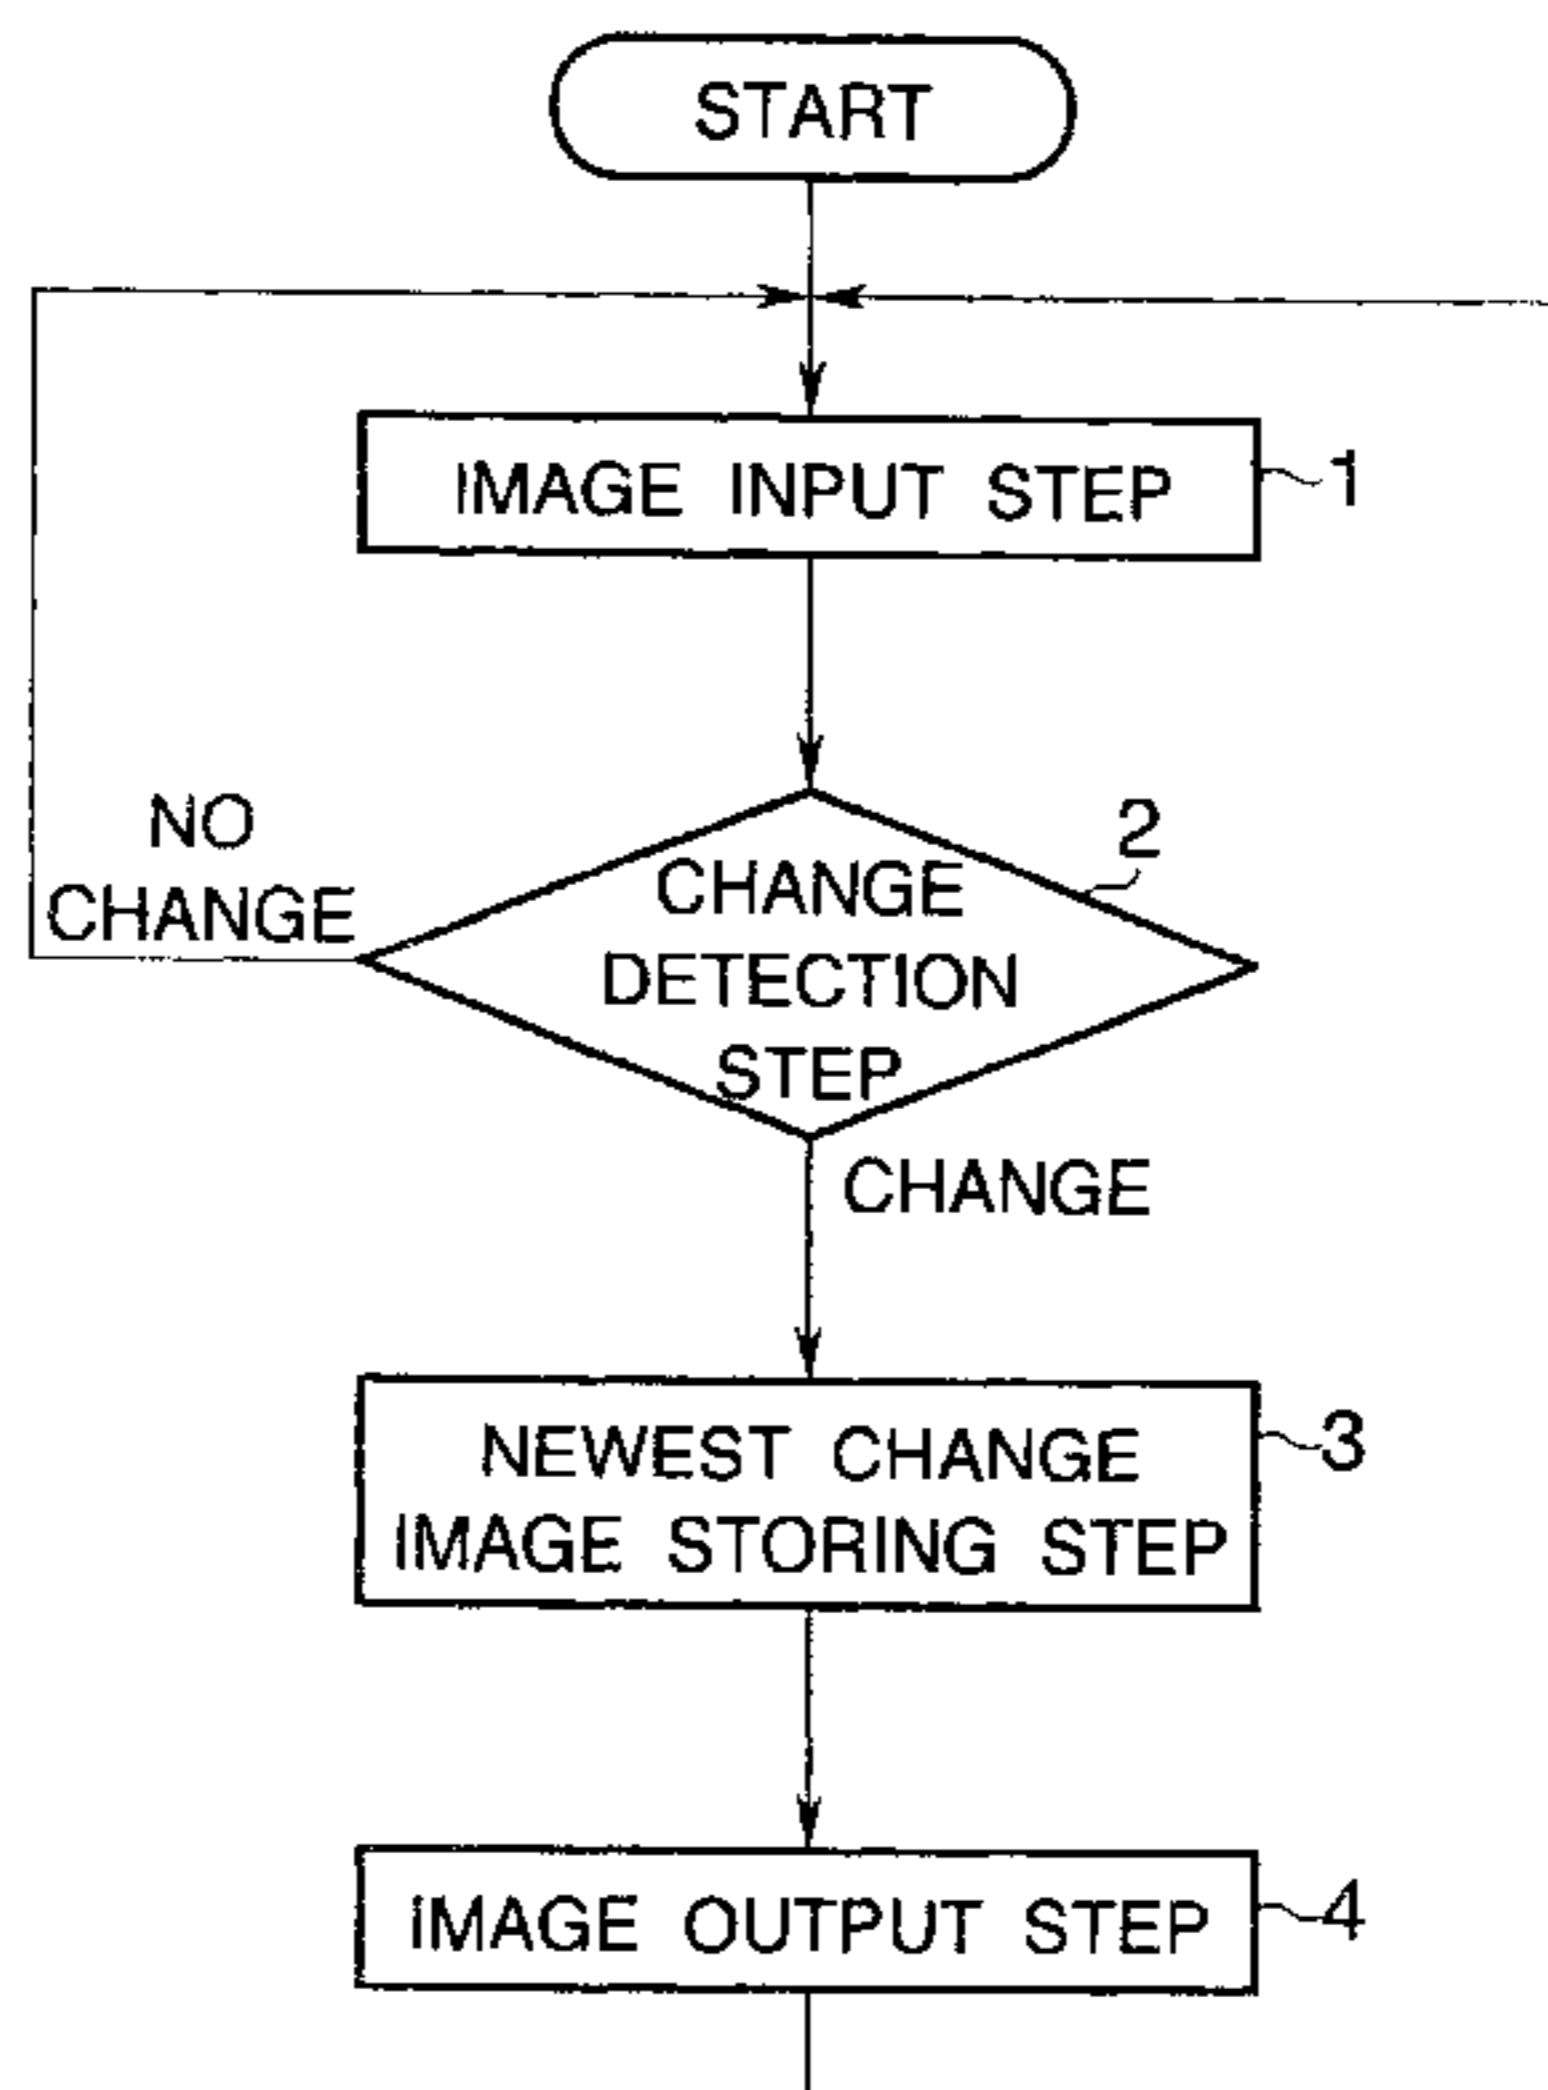 START
IMAGE INPUT STEP
1
NO
CHANGE
2
CHANGE
DETECTION
STEP
CHANGE
NEWEST CHANGE
IMAGE STORING STEP
3
IMAGE OUTPUT STEP
4